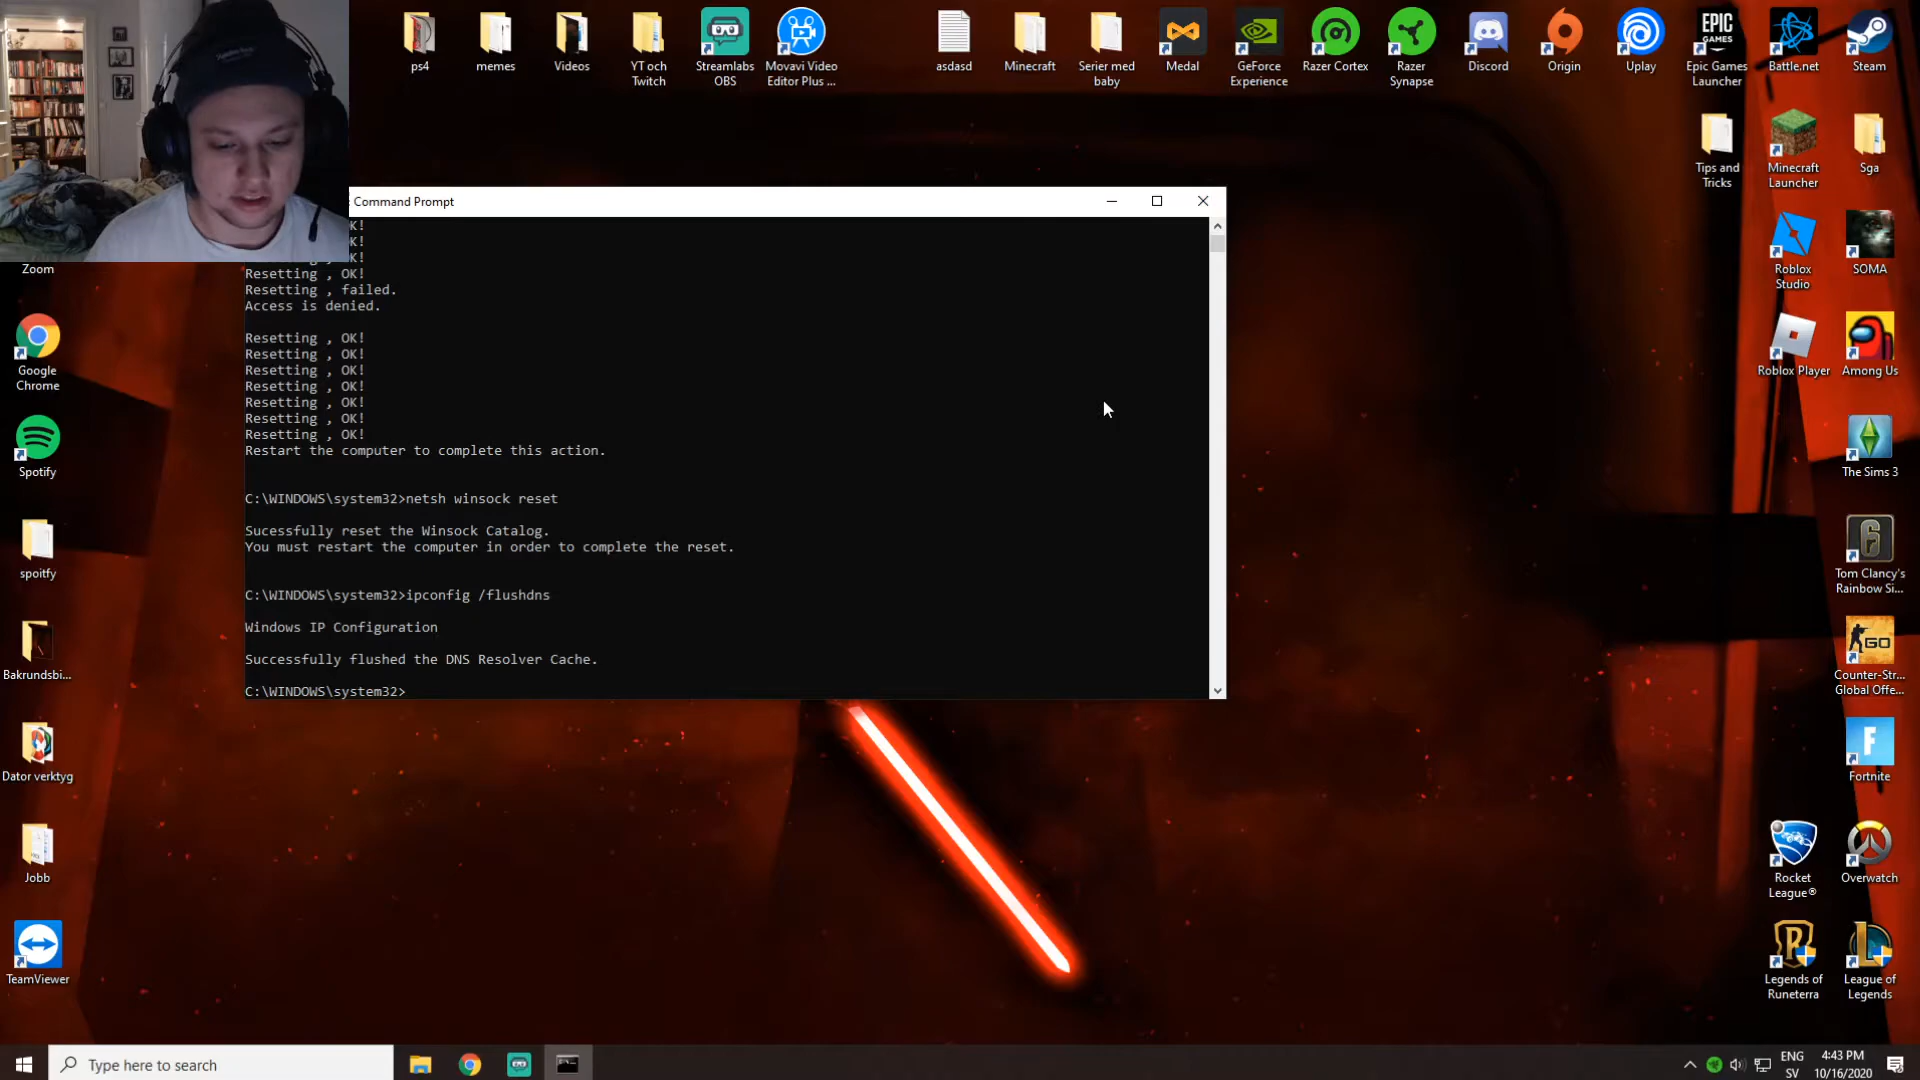 ps4
memes
Videos
YT och
Twitch
Streamlabs
OBS
Movavi Video
Editor Plus ...
asdasd
Minecraft
Serier med
baby
Medal
GeForce
Experience
Razer Cortex
Razer
Synapse
Discord
Origin
Uplay
EPIC
GAMES
Epic Games
Launcher
Battle.net
Steam
Tips and
Tricks
Minecraft
Launcher
Sga
Roblox
Studio
SOMA
Roblox Player
Among Us
The Sims 3
Tom Clancy's
Rainbow Si...
GO
Counter-Str...
Global Offe...
Fortnite
Rocket
League®
Overwatch
Legends of
Runeterra
League of
Legends
Zoom
Google
Chrome
Spotify
spoitfy
Bakrundsbi...
Dator verktyg
Jobb
TeamViewer
: Command Prompt
K!
K!
K!
Resetting , OK!
Resetting , failed.
Access is denied.
Resetting , OK!
Resetting , OK!
Resetting , OK!
Resetting , OK!
Resetting , OK!
Resetting , OK!
Resetting , OK!
Restart the computer to complete this action.
C:\WINDOWS\system32>netsh winsock reset
Sucessfully reset the Winsock Catalog.
You must restart the computer in order to complete the reset.
C:\WINDOWS\system32>ipconfig /flushdns
Windows IP Configuration
Successfully flushed the DNS Resolver Cache.
C:\WINDOWS\system32>
Type here to search
ENG
SV
4:43 PM
10/16/2020